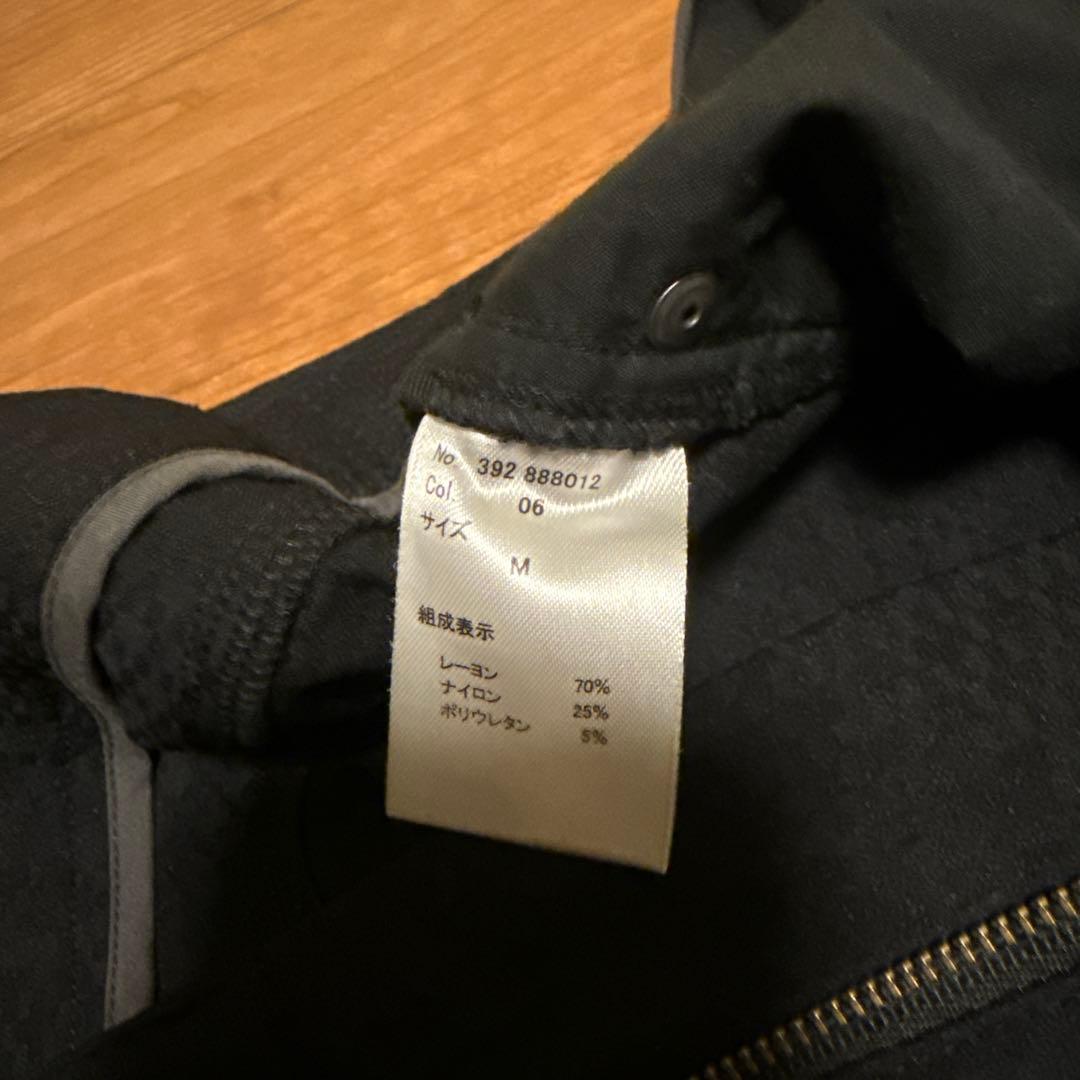 No 392 888012
Col. 06
サイズ
M
組成表示
レーヨン 70%
ナイロン 25%
ポリウレタン 5%